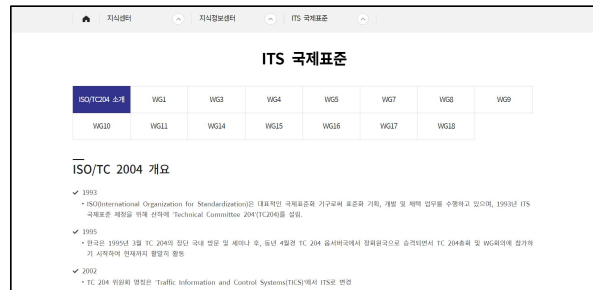 지식센터 지식정보센터 ITS 국제표준
ITS 국제표준
ISO/TC204 소개 WG1 WG3 WG4 WG5 WG7 WG8 WG9
WG10 WG11 WG14 WG15 WG16 WG17 WG18
ISO/TC 2004 개요
1993
ISO(International Organization for Standardization)은 대표적인 국제표준화 기구로써 표준화 기획, 개발 및 채택 업무를 수행하고 있으며, 1993년 ITS
국제표준 제정을 위해 산하에 'Technical Committee 204'(TC204)를 설립.
1995
한국은 1995년 3월 TC 204의 장단 국내 방문 및 세미나 후, 동년 4월경 TC 204 옵서버국에서 정회원국으로 승격되면서 TC 204총회 및 WG회의에 참가하
기 시작하여 현재까지 활발히 활동
2002
TC 204 위원회 명칭은 'Traffic Information and Control Systems(TICS)'에서 ITS로 변경